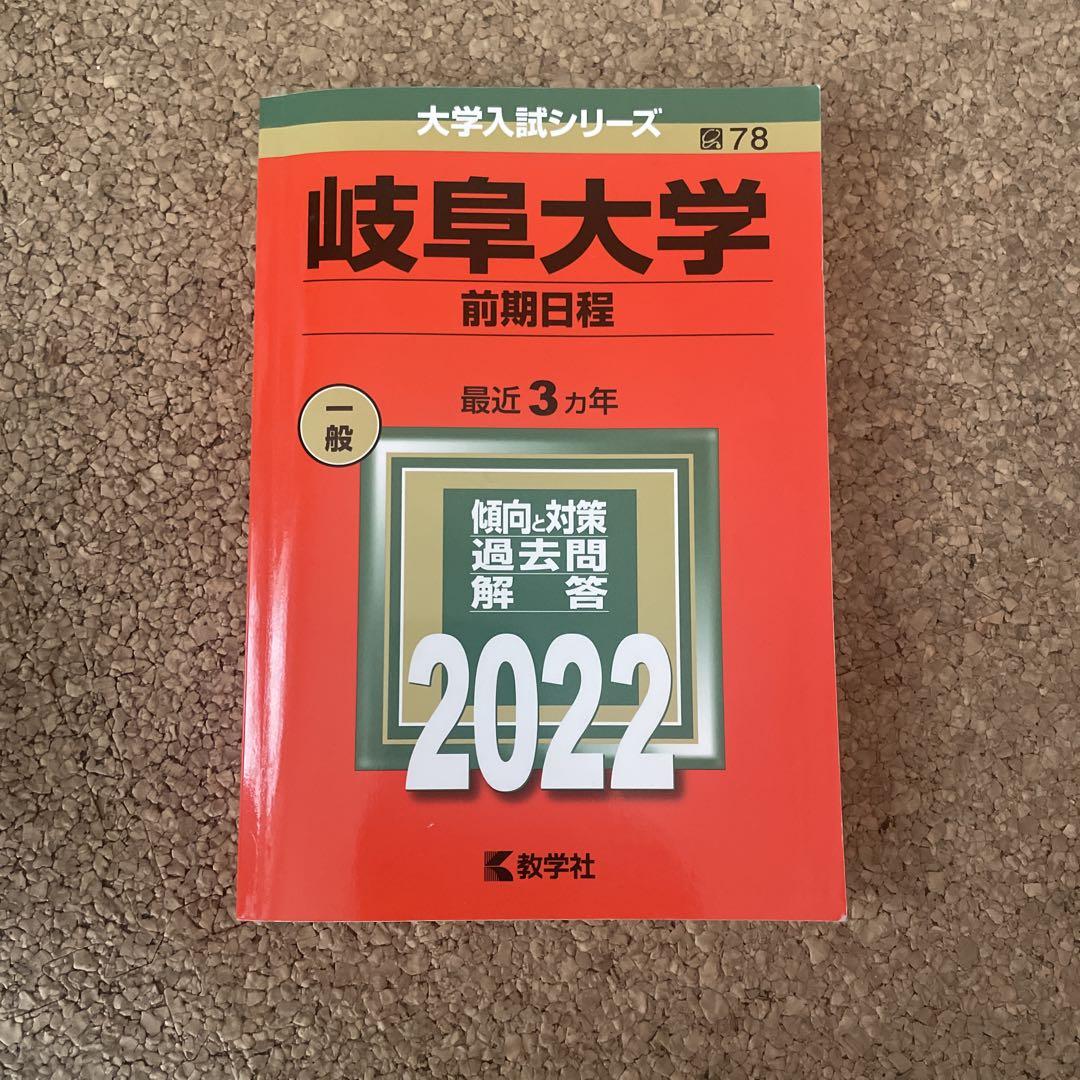 大学入試シリーズ
78
岐阜大学
前期日程
最近3ヵ年
一般
傾向と対策
過去問
解答
2022
教学社